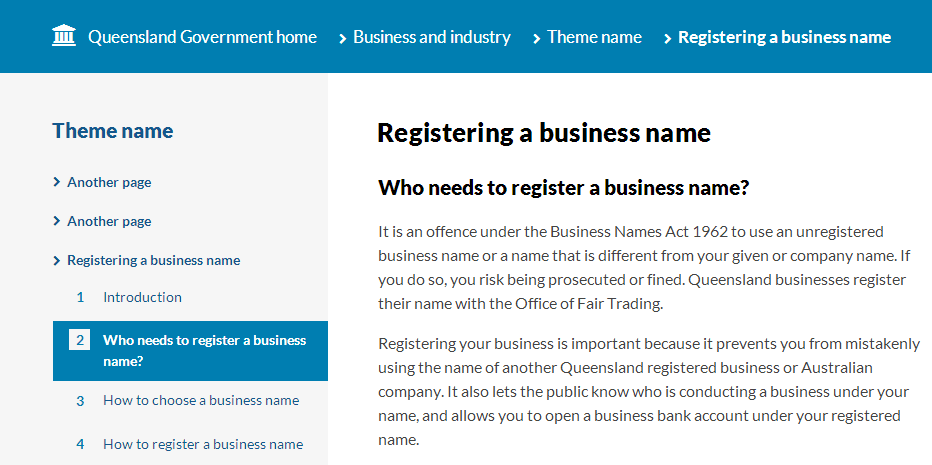 Queensland Government home > Business and industry > Theme name > Registering a business name
Theme name
> Another page
> Another page
> Registering a business name
1 Introduction
2 Who needs to register a business
name?
3 How to choose a business name
4 How to register a business name
Registering a business name
Who needs to register a business name?
It is an offence under the Business Names Act 1962 to use an unregistered
business name or a name that is different from your given or company name. If
you do so, you risk being prosecuted or fined. Queensland businesses register
their name with the Office of Fair Trading.
Registering your business is important because it prevents you from mistakenly
using the name of another Queensland registered business or Australian
company. It also lets the public know who is conducting a business under your
name, and allows you to open a business bank account under your registered
name.